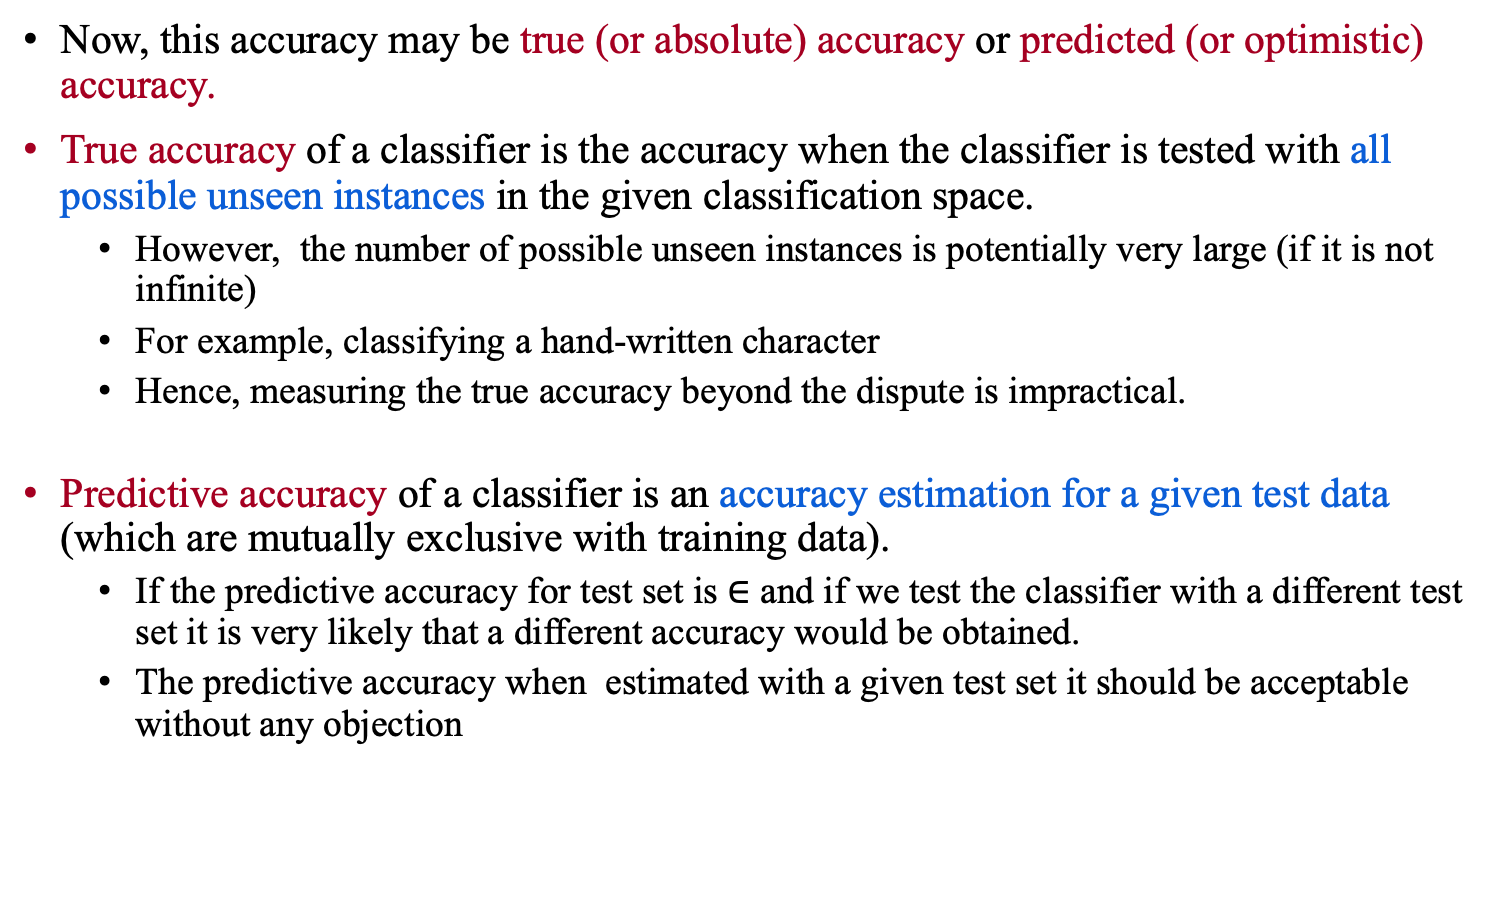 • Now, this accuracy may be true (or absolute) accuracy or predicted (or optimistic)
accuracy.
• True accuracy of a classifier is the accuracy when the classifier is tested with all
possible unseen instances in the given classification space.
• However,  the number of possible unseen instances is potentially very large (if it is not
infinite)
• For example, classifying a hand-written character
• Hence, measuring the true accuracy beyond the dispute is impractical.
• Predictive accuracy of a classifier is an accuracy estimation for a given test data
(which are mutually exclusive with training data).
• If the predictive accuracy for test set is ∈ and if we test the classifier with a different test
set it is very likely that a different accuracy would be obtained.
• The predictive accuracy when  estimated with a given test set it should be acceptable
without any objection